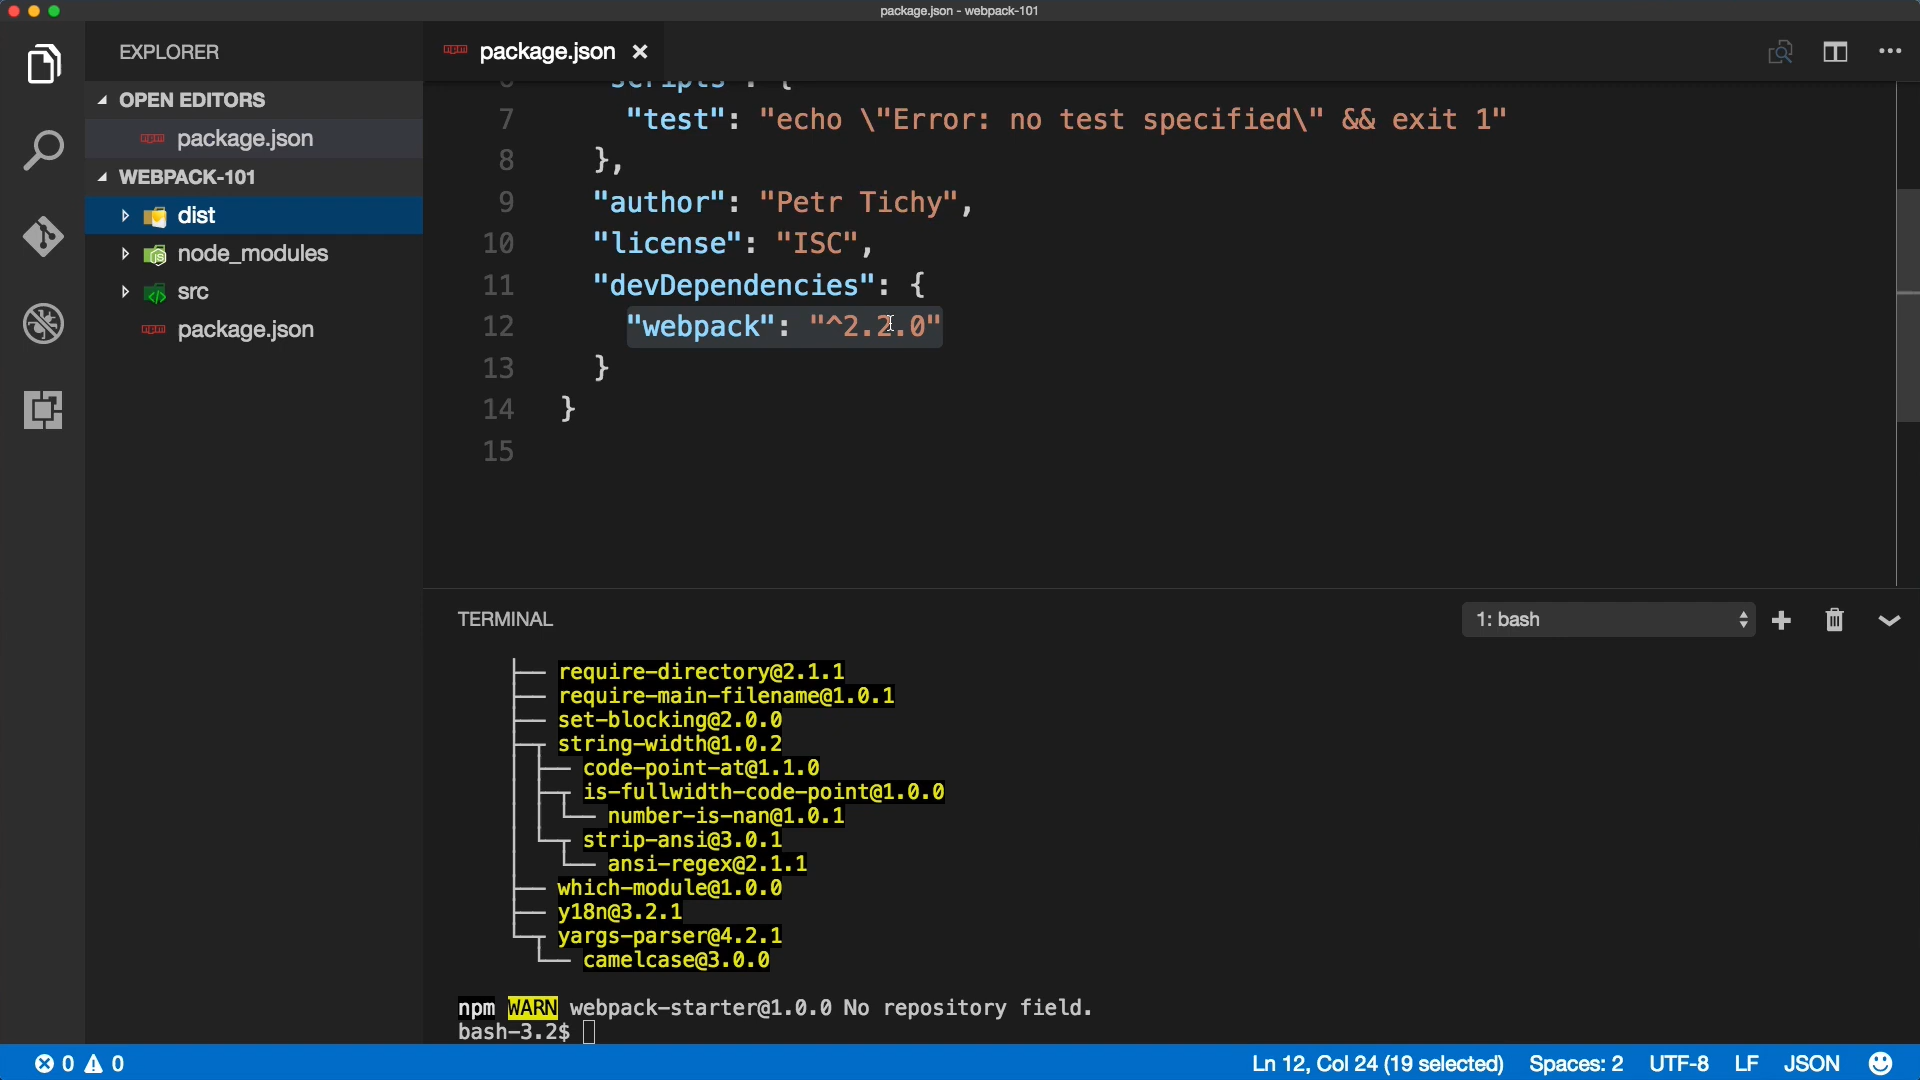 package.json - webpack-101
EXPLORER
OPEN EDITORS
package.json
WEBPACK-101
dist
node_modules
src
package.json
package.json
7 "test": "echo \"Error: no test specified\" && exit 1"
8 },
9 "author": "Petr Tichy",
10 "license": "ISC",
11 "devDependencies": {
12 "webpack": "^2.2.0"
13 }
14 }
15
TERMINAL
1: bash
require-directory@2.1.1
require-main-filename@1.0.1
set-blocking@2.0.0
string-width@1.0.2
code-point-at@1.1.0
is-fullwidth-code-point@1.0.0
number-is-nan@1.0.1
strip-ansi@3.0.1
ansi-regex@2.1.1
which-module@1.0.0
y18n@3.2.1
yargs-parser@4.2.1
camelcase@3.0.0
npm WARN webpack-starter@1.0.0 No repository field.
bash-3.2$
0 0
Ln 12, Col 24 (19 selected) Spaces: 2 UTF-8 LF JSON